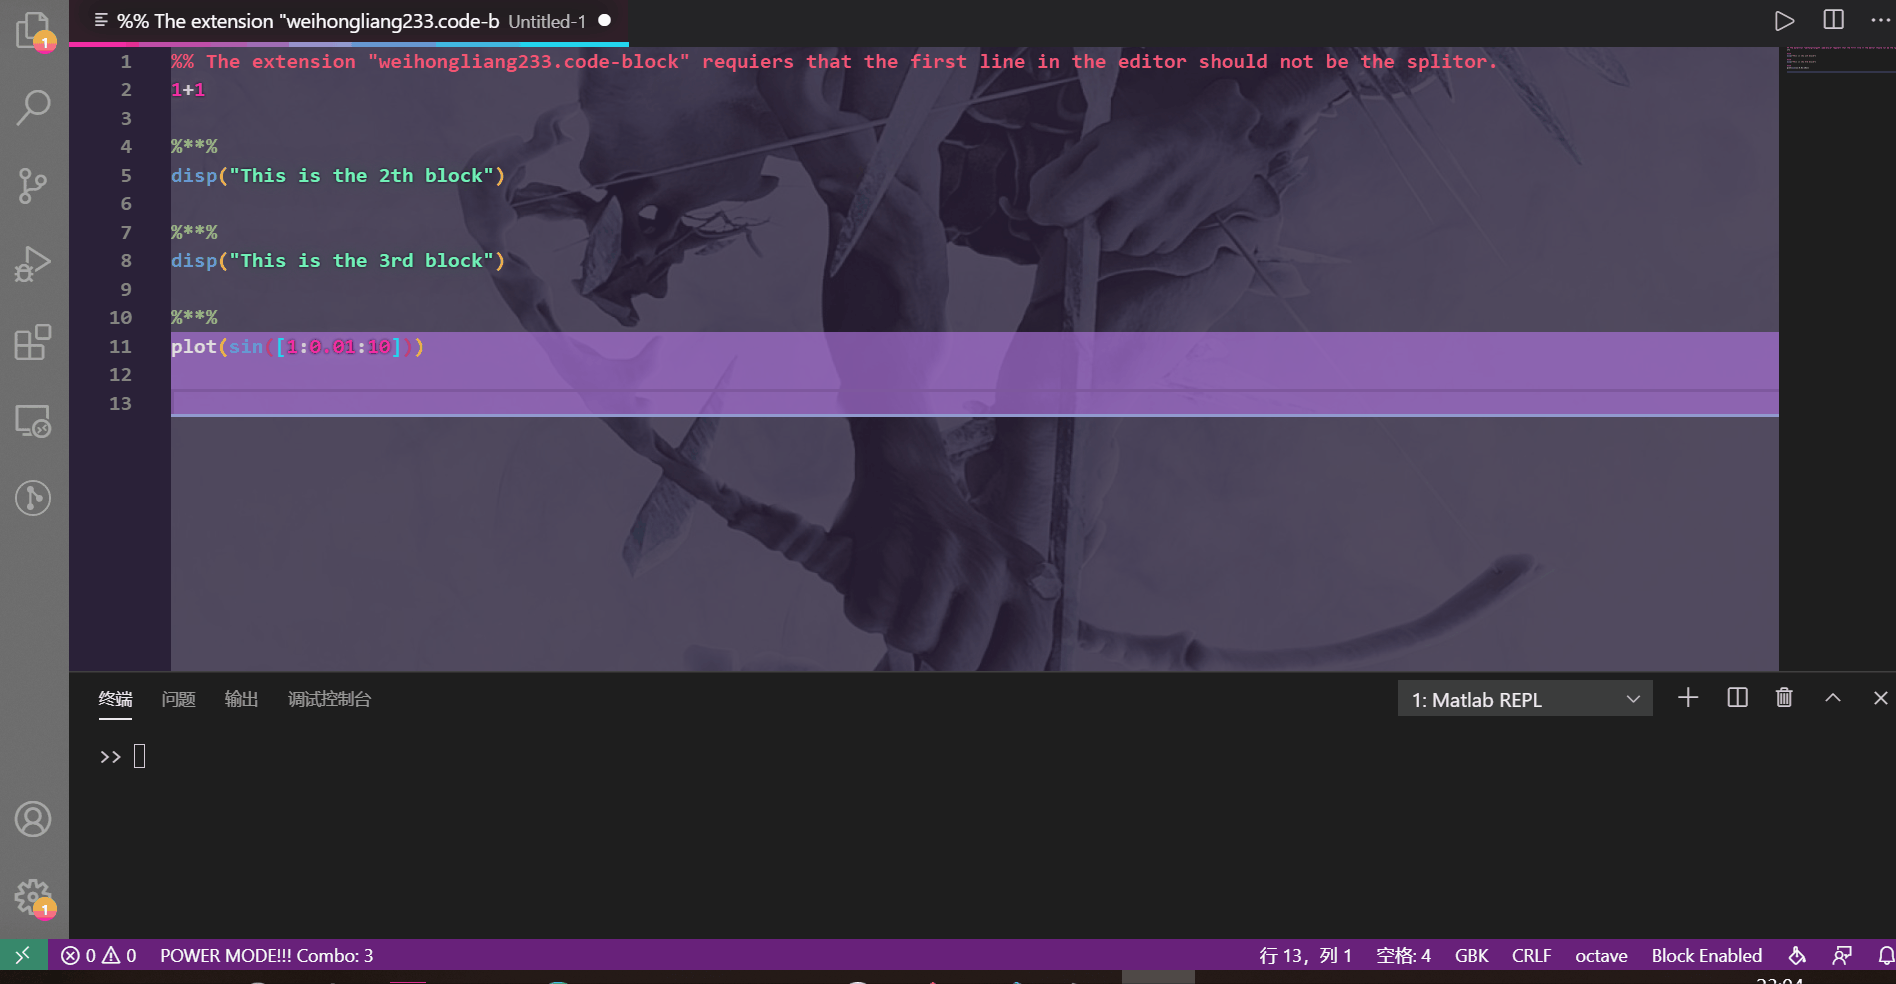 %% The extension "weihongliang233.code-b Untitled-1
1
1 %% The extension "weihongliang233.code-block" requiers that the first line in the editor should not be the splitor.
2 1+1
3
4 %**%
5 disp("This is the 2th block")
6
7 %**%
8 disp("This is the 3rd block")
9
10 %**%
11 plot(sin([1:0.01:10]))
12
13
终端 问题 输出 调试控制台 1: Matlab REPL
>>
1
0 0 POWER MODE!!! Combo: 3 行 13，列 1 空格: 4 GBK CRLF octave Block Enabled